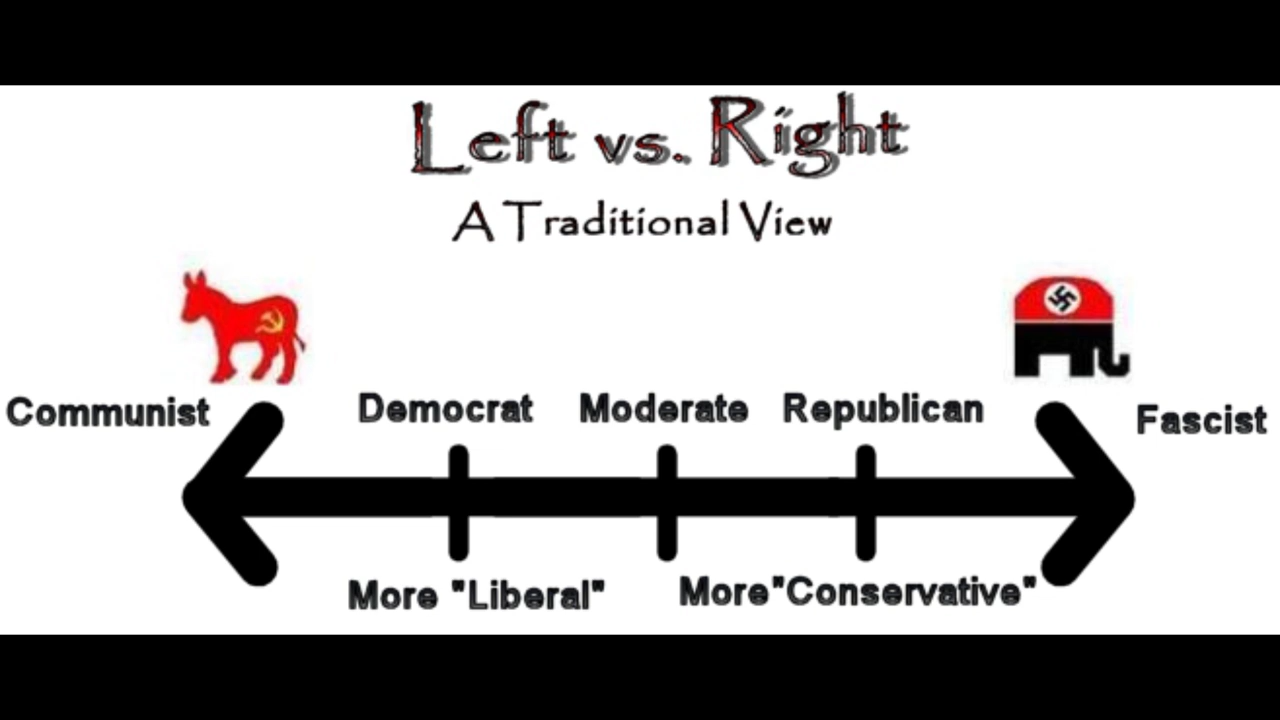 Left vs. Right
A Traditional View
Communist
Democrat
Moderate
Republican
Fascist
More "Liberal"
More"Conservative"